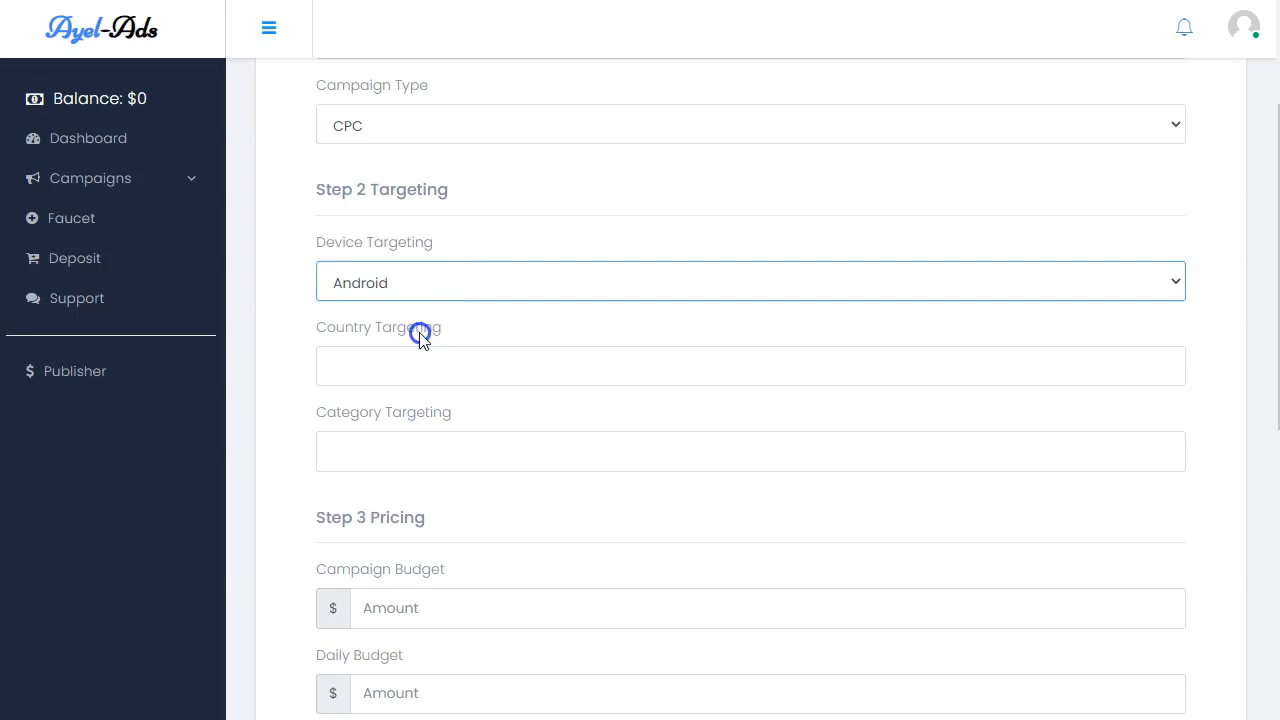 Ayel-Ads
Balance: $0
Dashboard
Campaigns
Faucet
Deposit
Support
$ Publisher
Campaign Type
CPC
Step 2 Targeting
Device Targeting
Android
Country Targeting
Category Targeting
Step 3 Pricing
Campaign Budget
$ Amount
Daily Budget
$ Amount